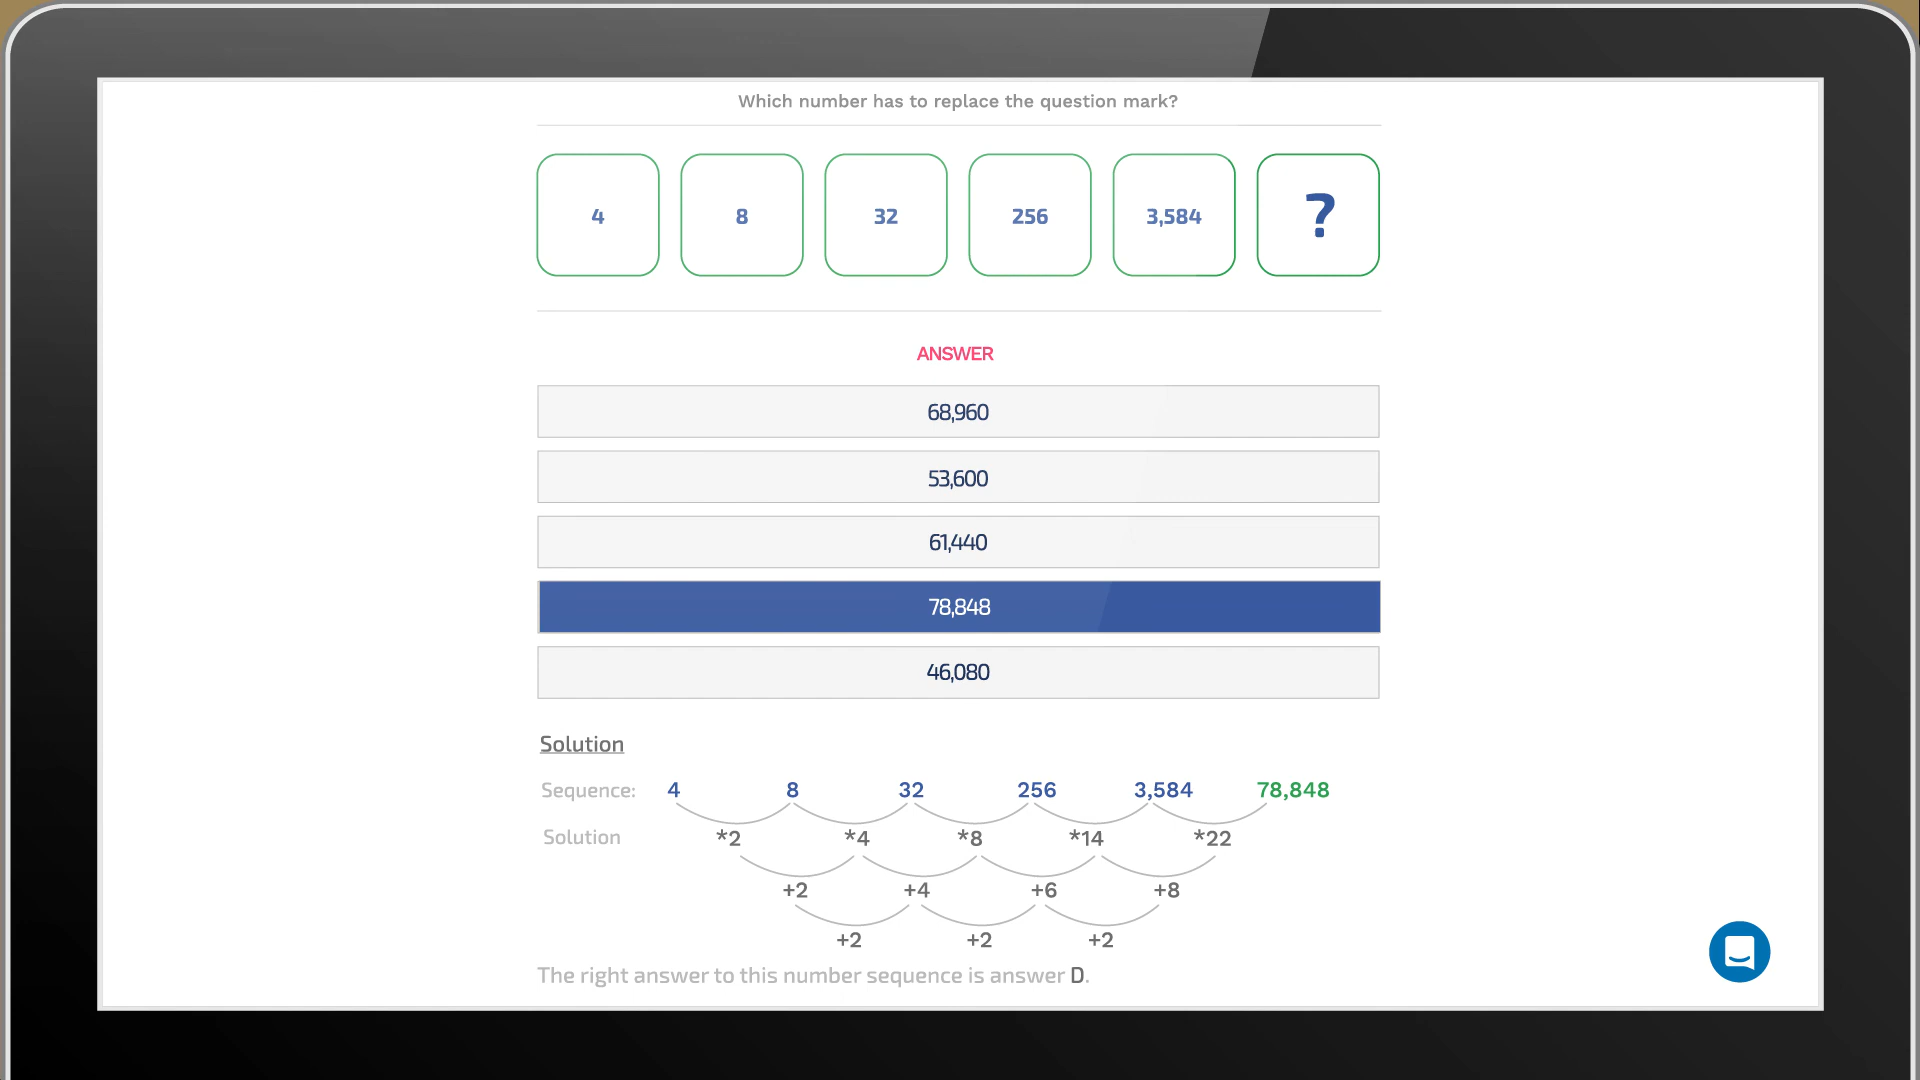 Which number has to replace the question mark?
4 8 32 256 3,584 ?
ANSWER
68,960
53,600
61,440
78,848
46,080
Solution
Sequence: 4 8 32 256 3,584 78,848
Solution *2 *4 *8 *14 *22
+2 +4 +6 +8
+2 +2 +2
The right answer to this number sequence is answer D.